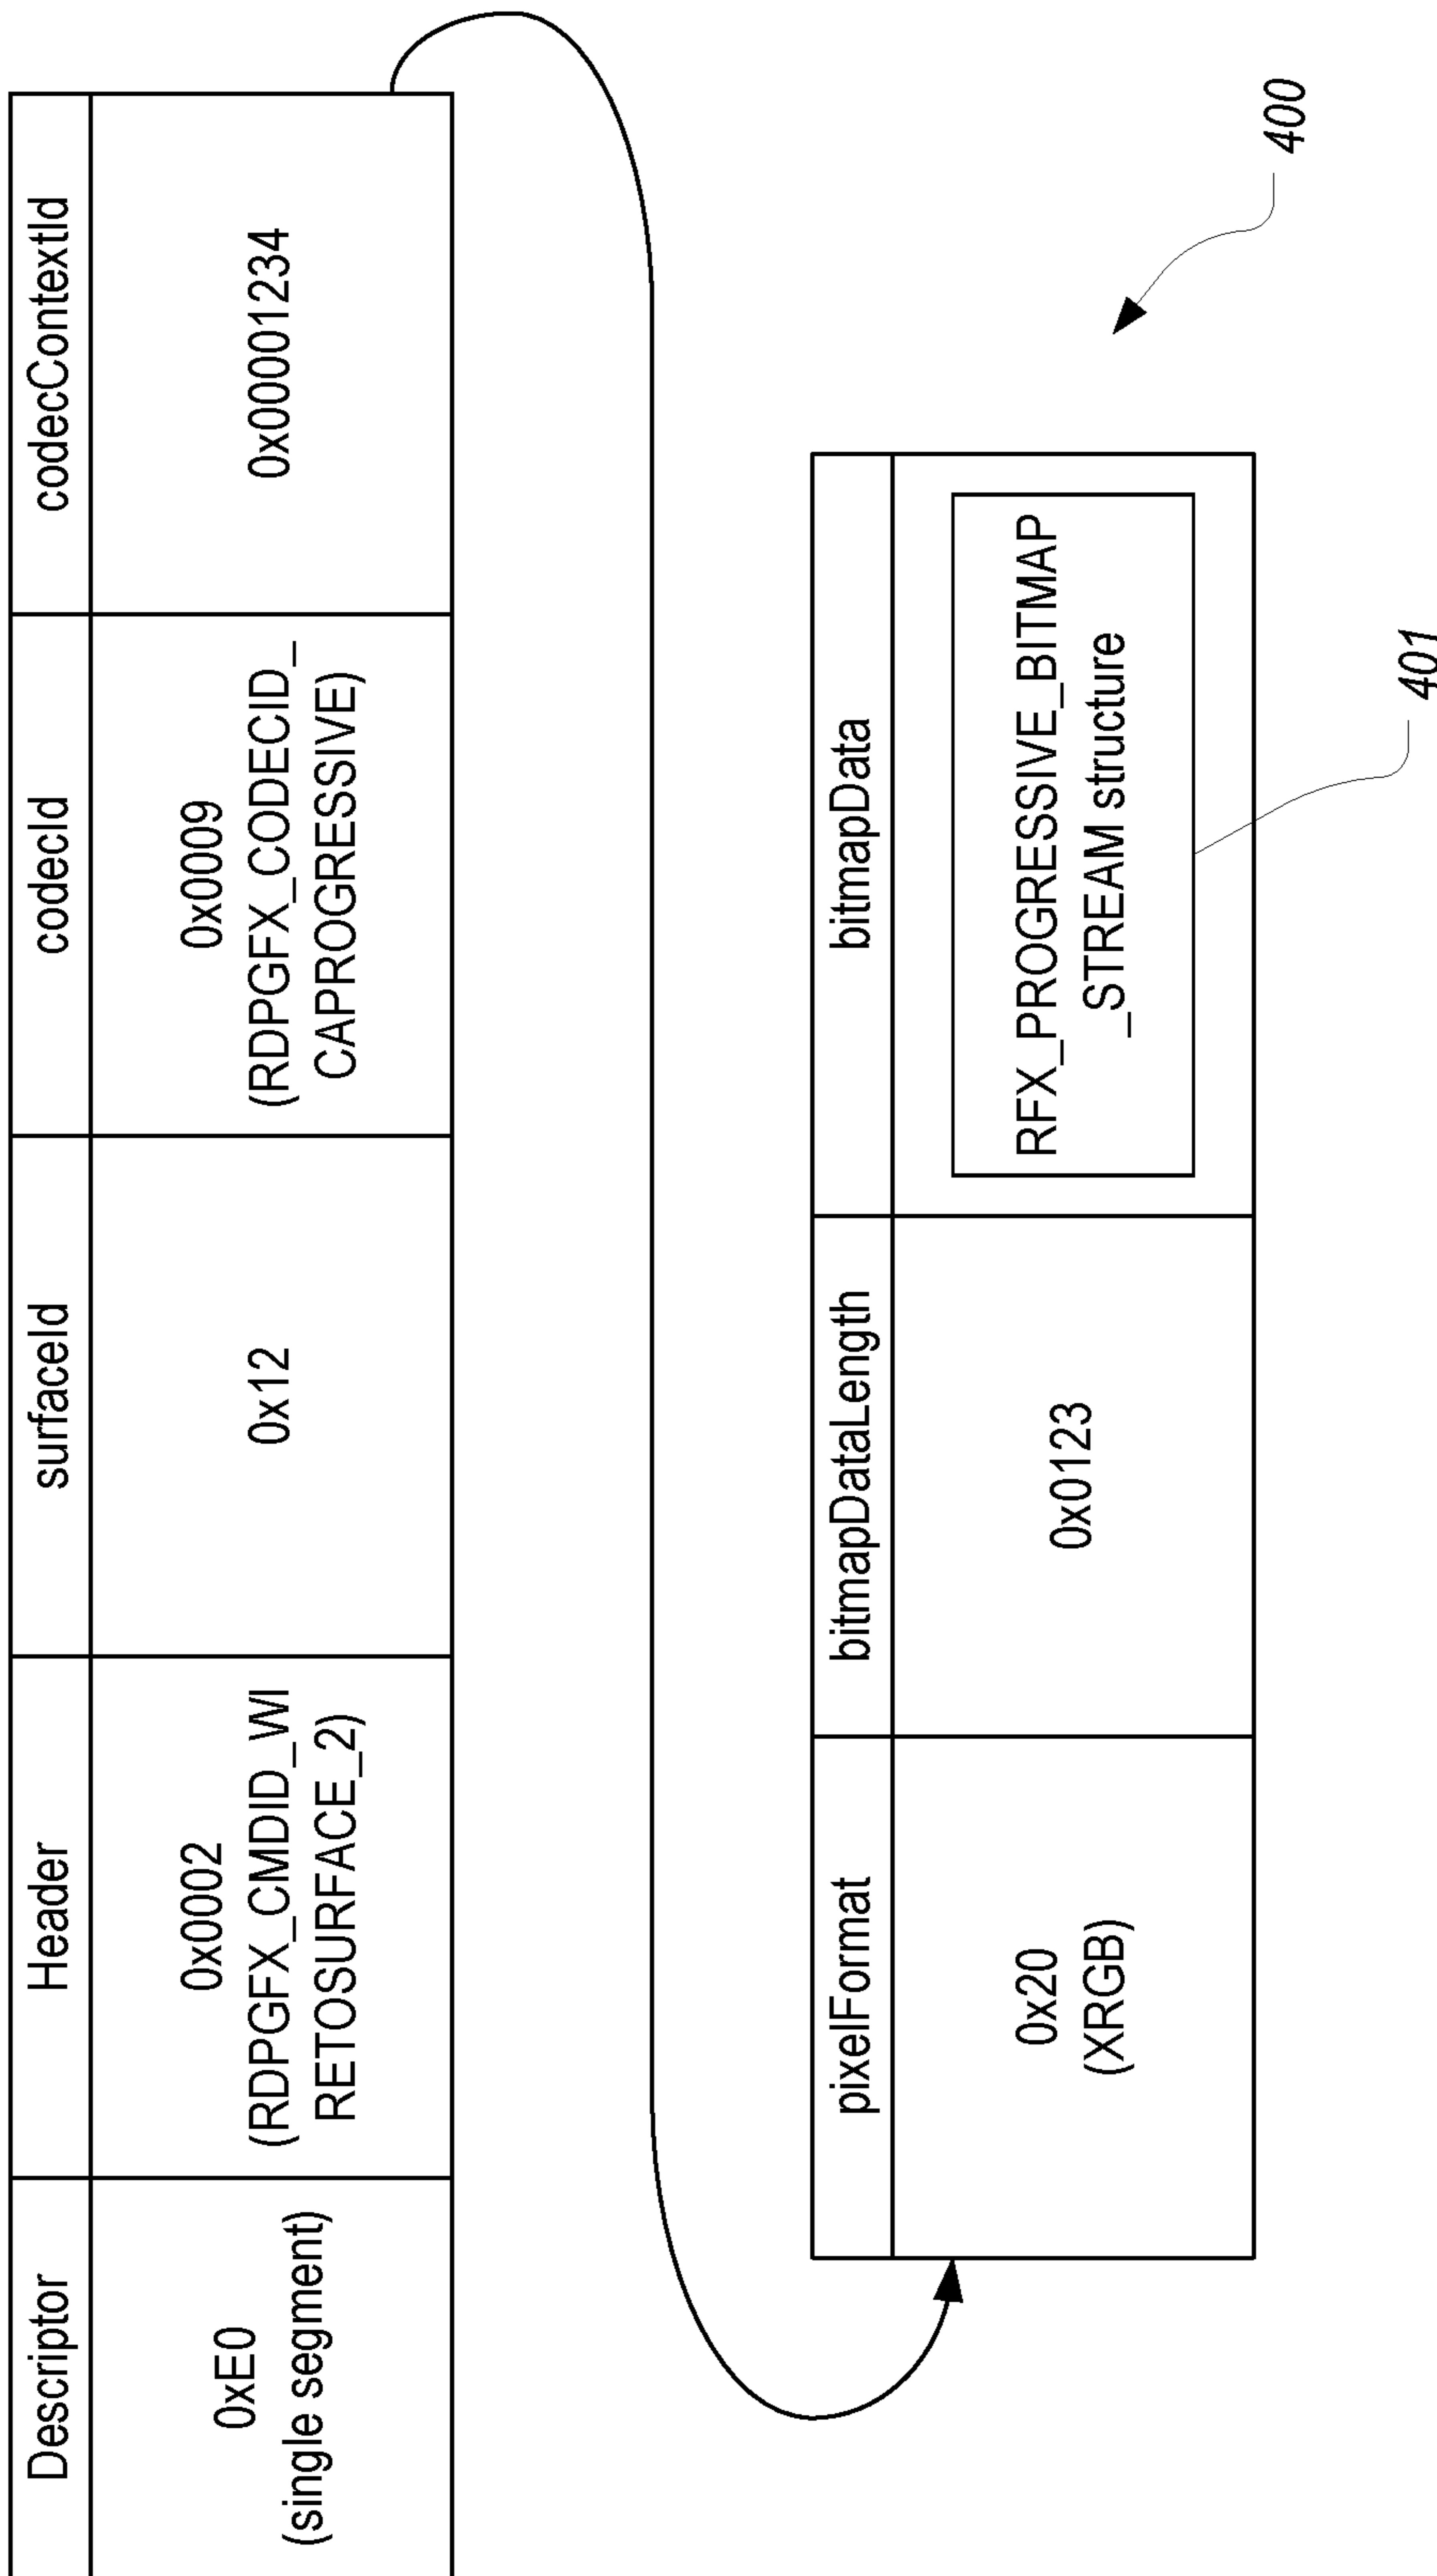 Descriptor
Header
surfaceId
codecId
codecContextId
0xE0
(single segment)
0x0002
(RDPGFX_CMDID_WI
RETOSURFACE_2)
0x12
0x0009
(RDPGFX_CODECID_
CAPROGRESSIVE)
0x00001234
pixelFormat
bitmapDataLength
bitmapData
0x20
(XRGB)
0x0123
RFX_PROGRESSIVE_BITMAP
_STREAM structure
400
401